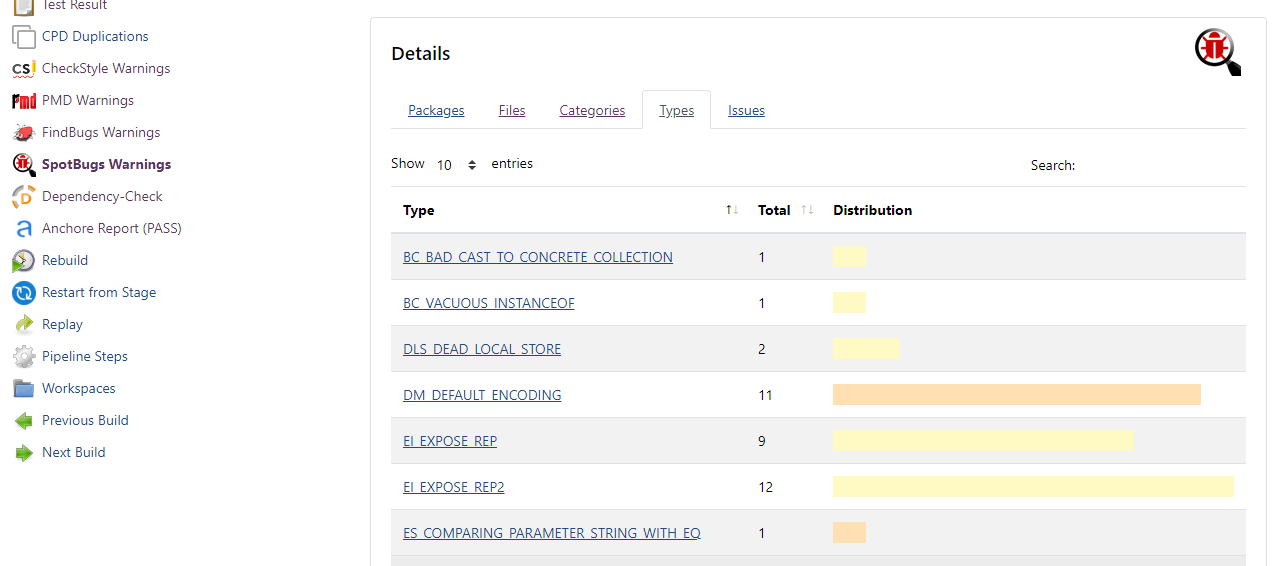 Test Result
CPD Duplications
CheckStyle Warnings
PMD Warnings
FindBugs Warnings
SpotBugs Warnings
Dependency-Check
Anchore Report (PASS)
Rebuild
Restart from Stage
Replay
Pipeline Steps
Workspaces
Previous Build
Next Build
Details
Packages Files Categories Types Issues
Show 10 entries Search:
Type Total Distribution
BC_BAD_CAST_TO_CONCRETE_COLLECTION 1
BC_VACUOUS_INSTANCEOF 1
DLS_DEAD_LOCAL_STORE 2
DM_DEFAULT_ENCODING 11
EI_EXPOSE_REP 9
EI_EXPOSE_REP2 12
ES_COMPARING_PARAMETER_STRING_WITH_EQ 1